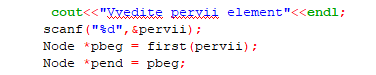 cout<<"Vvedite pervii element"<<endl;
scanf("%d",&pervii);
Node *pbeg = first(pervii);
Node *pend = pbeg;